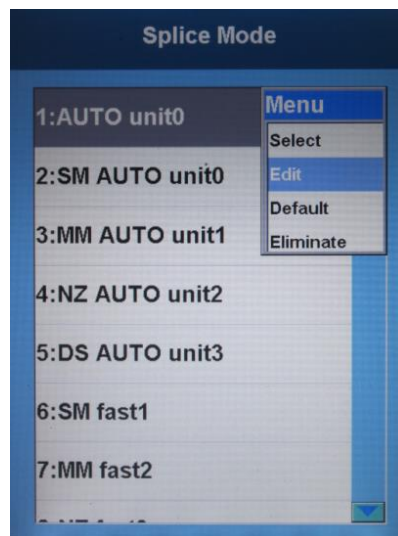 Splice Mode
1:AUTO unit0
2:SM AUTO unit0
3:MM AUTO unit1
4:NZ AUTO unit2
5:DS AUTO unit3
6:SM fast1
7:MM fast2
Menu
Select
Edit
Default
Eliminate